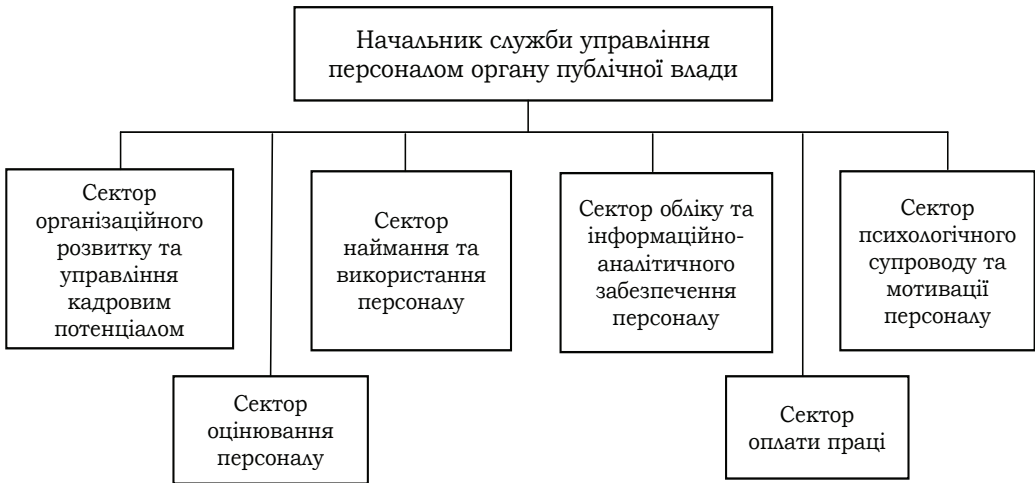 Начальник служби управління
персоналом органу публічної влади
Сектор
організаційного
розвитку та
управління
кадровим
потенціалом
Сектор
наймання та
використання
персоналу
Сектор обліку та
інформаційно-
аналітичного
забезпечення
персоналу
Сектор
психологічного
супроводу та
мотивації
персоналу
Сектор
оцінювання
персоналу
Сектор
оплати праці